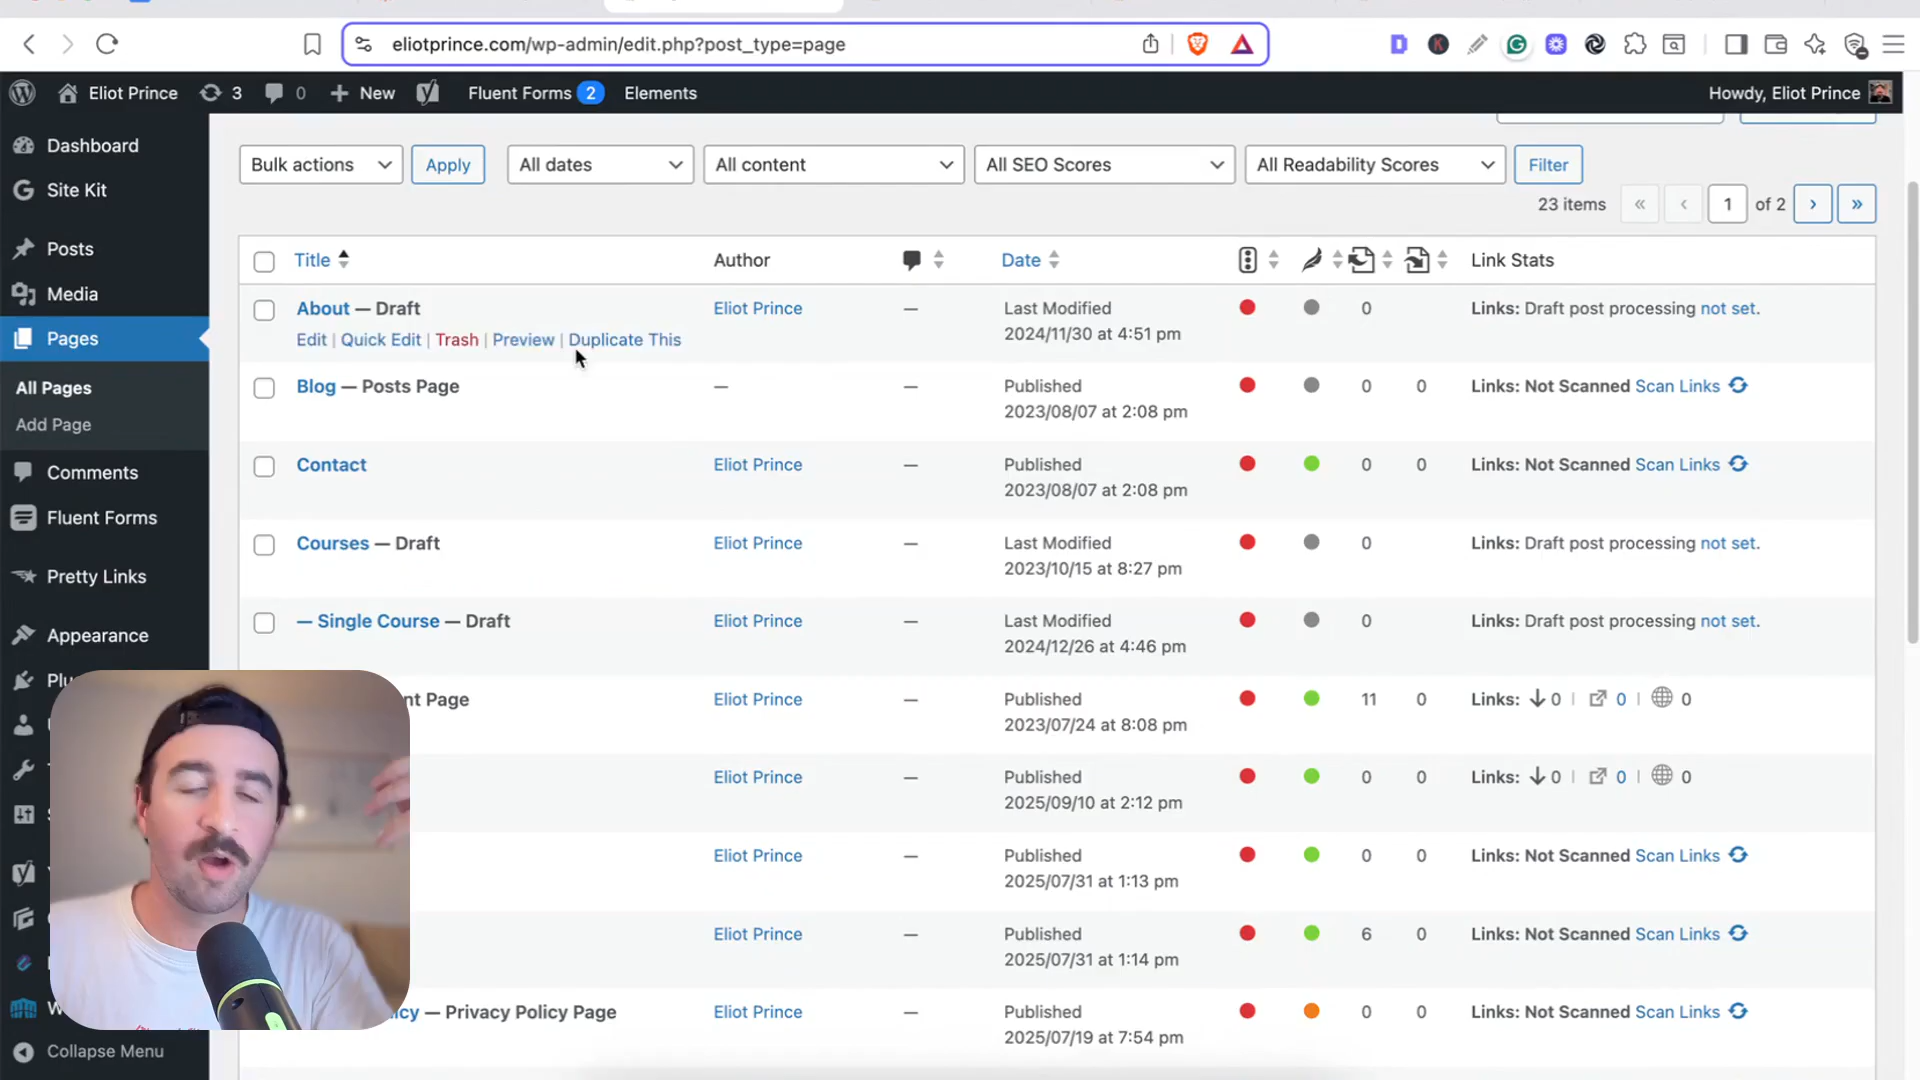 eliotprince.com/wp-admin/edit.php?post_type=page
Eliot Prince 3 0 New Fluent Forms 2 Elements Howdy, Eliot Prince
Dashboard
Site Kit
Posts
Media
Pages
All Pages
Add Page
Comments
Fluent Forms
Pretty Links
Appearance
Collapse Menu
Bulk actions Apply All dates All content All SEO Scores All Readability Scores Filter
23 items « ‹ 1 of 2 › »
Title Author Date Link Stats
About — Draft Eliot Prince — Last Modified 0 Links: Draft post processing not set.
Edit | Quick Edit | Trash | Preview | Duplicate This 2024/11/30 at 4:51 pm
Blog — Posts Page — — Published 0 0 Links: Not Scanned Scan Links
2023/08/07 at 2:08 pm
Contact Eliot Prince — Published 0 0 Links: Not Scanned Scan Links
2023/08/07 at 2:08 pm
Courses — Draft Eliot Prince — Last Modified 0 Links: Draft post processing not set.
2023/10/15 at 8:27 pm
— Single Course — Draft Eliot Prince — Last Modified 0 Links: Draft post processing not set.
2024/12/26 at 4:46 pm
nt Page Eliot Prince — Published 11 0 Links: 0 | 0 | 0
2023/07/24 at 8:08 pm
Eliot Prince — Published 0 0 Links: 0 | 0 | 0
2025/09/10 at 2:12 pm
Eliot Prince — Published 0 0 Links: Not Scanned Scan Links
2025/07/31 at 1:13 pm
Eliot Prince — Published 6 0 Links: Not Scanned Scan Links
2025/07/31 at 1:14 pm
icy — Privacy Policy Page Eliot Prince — Published 0 0 Links: Not Scanned Scan Links
2025/07/19 at 7:54 pm